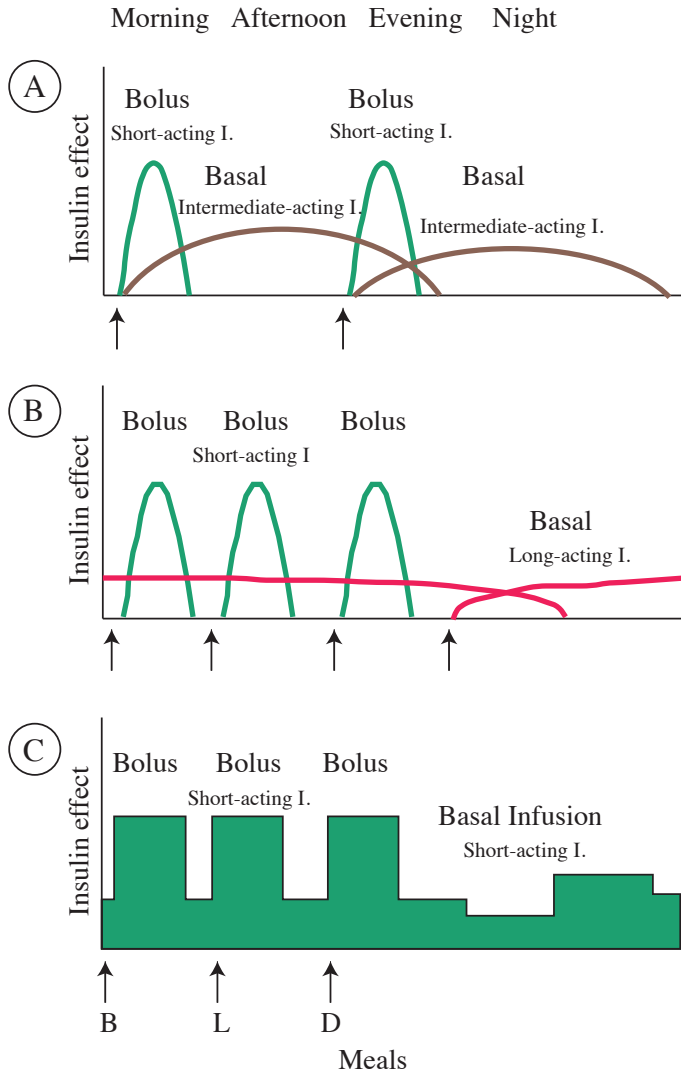 Morning Afternoon Evening Night
A
Bolus Bolus
Short-acting I. Short-acting I.
Basal Basal
Intermediate-acting I. Intermediate-acting I.
Insulin effect
B
Bolus Bolus Bolus
Short-acting I
Basal
Long-acting I.
Insulin effect
C
Bolus Bolus Bolus
Short-acting I.
Basal Infusion
Short-acting I.
Insulin effect
B L D
Meals